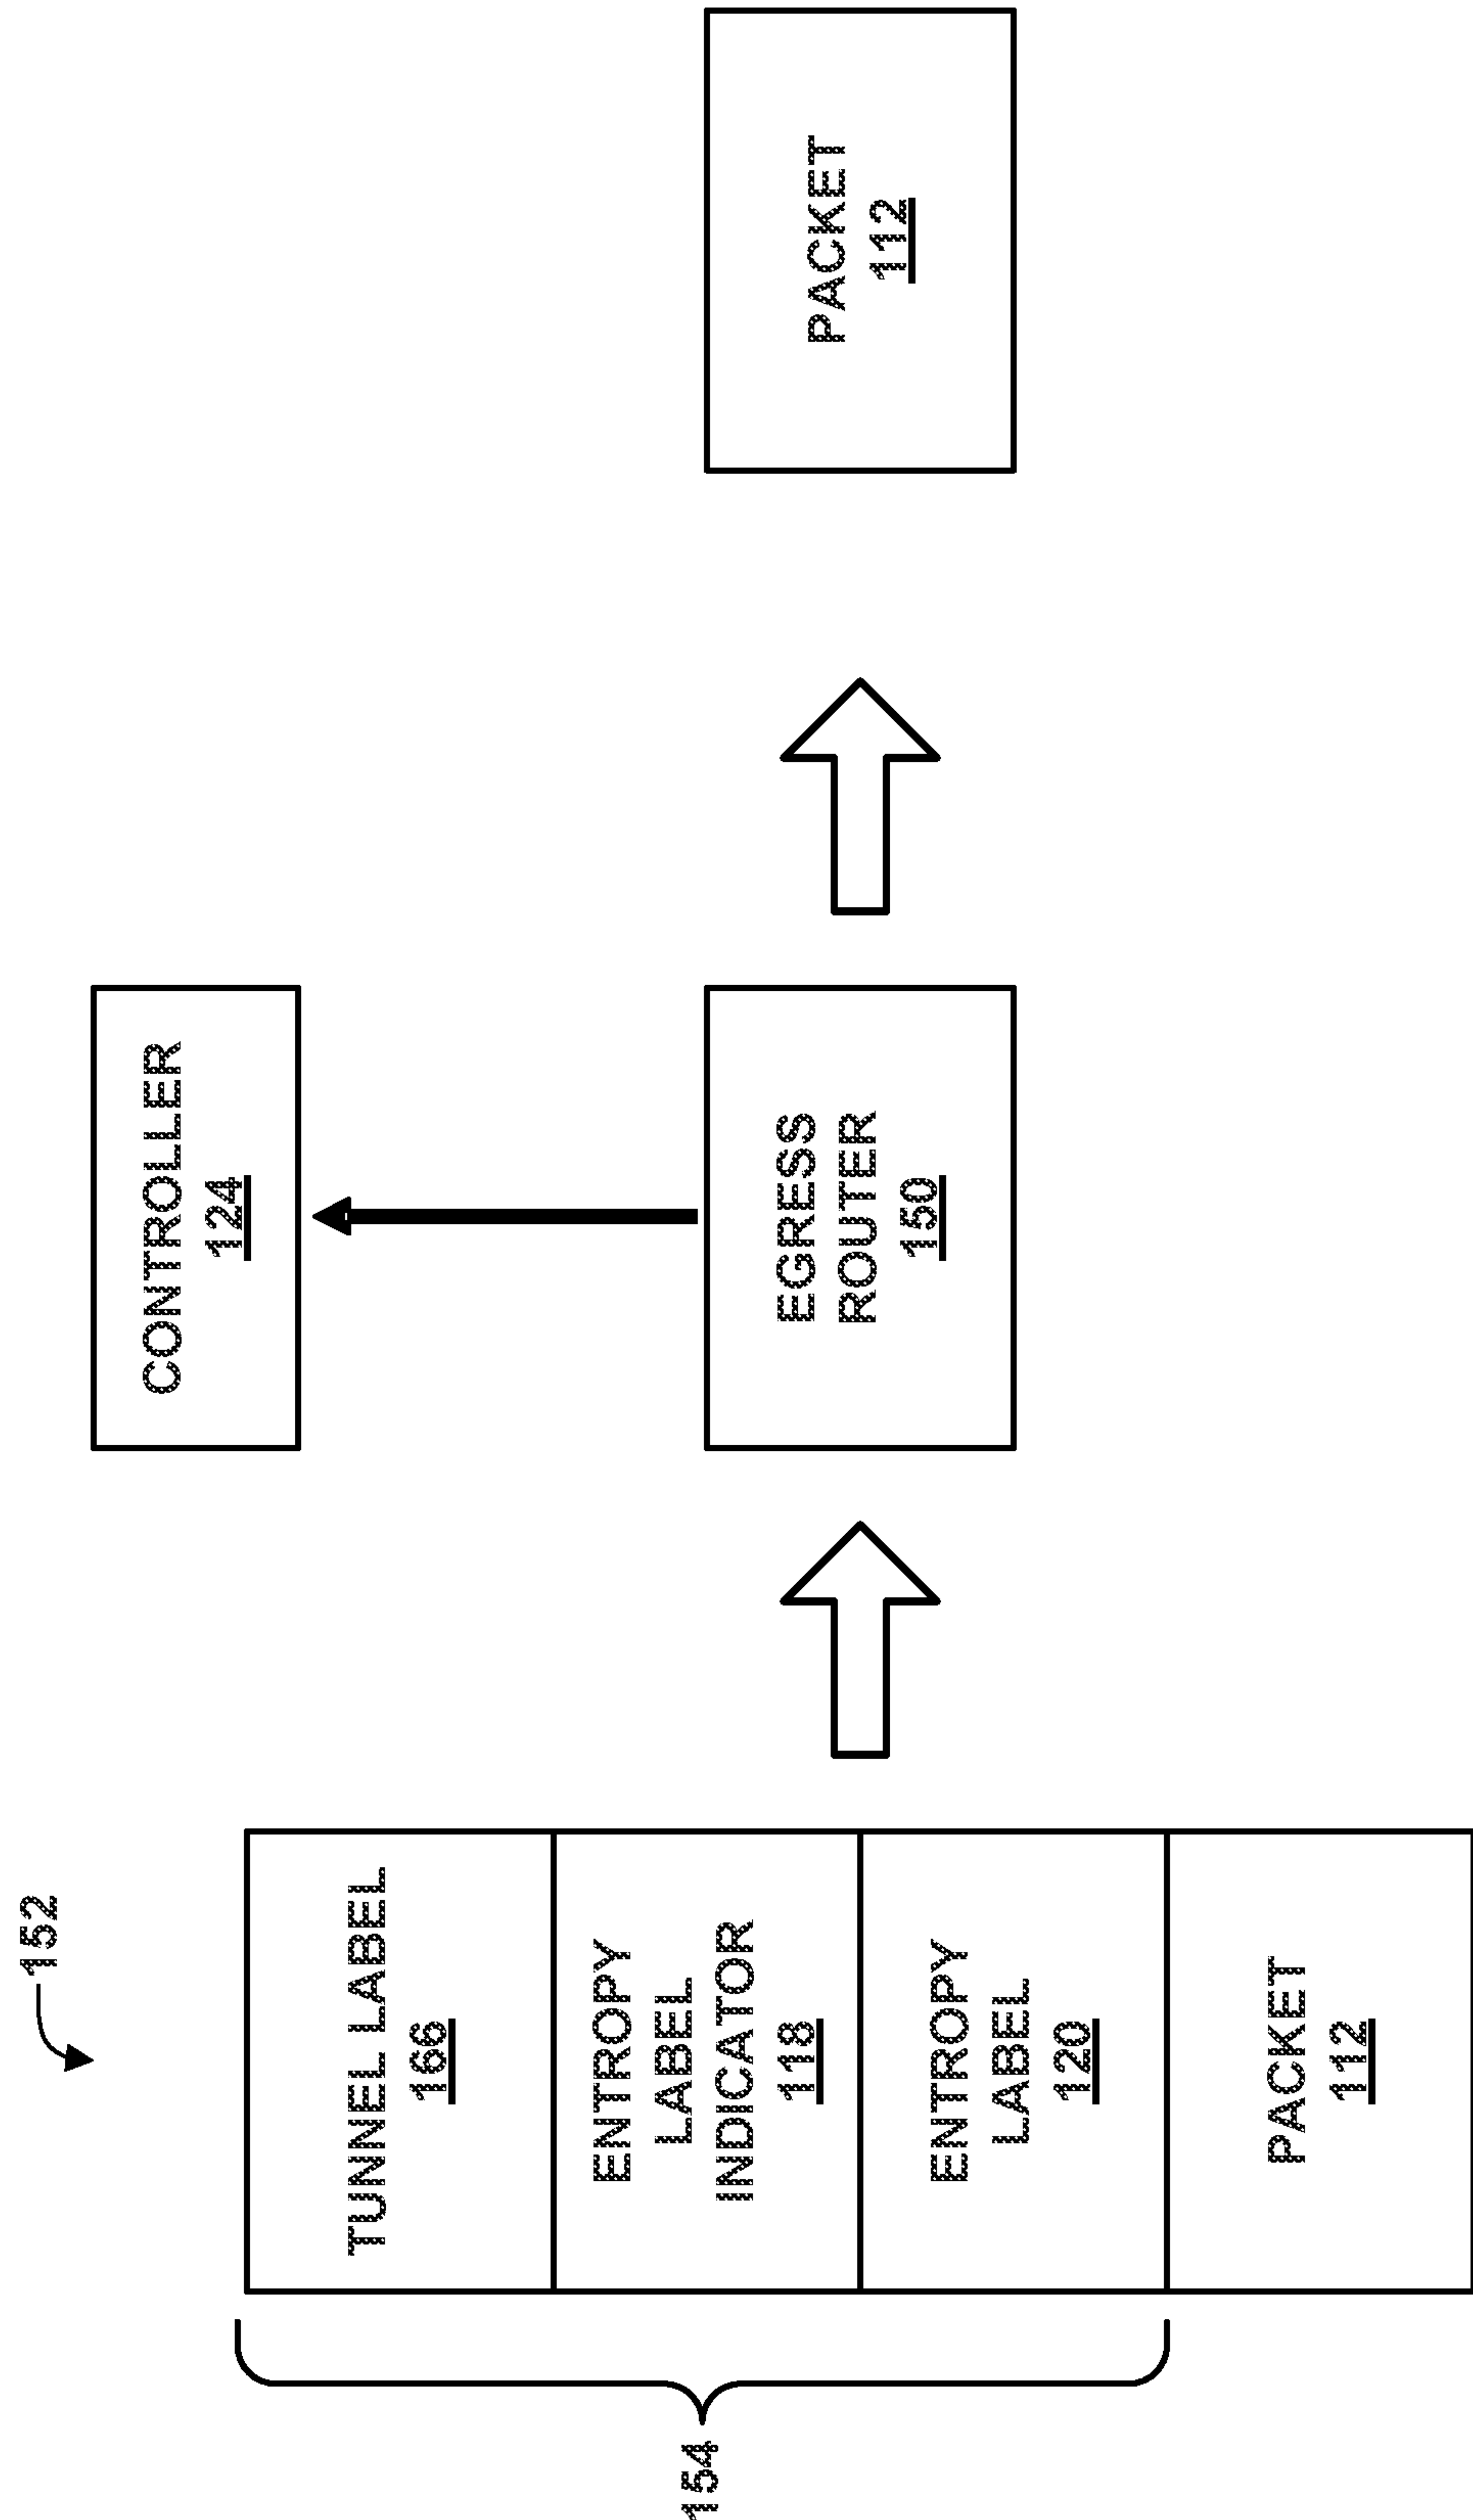 152
154
TUNNEL LABEL
166
ENTROPY
LABEL
INDICATOR
118
ENTROPY
LABEL
120
PACKET
112
CONTROLLER
124
EGRESS
ROUTER
150
PACKET
112